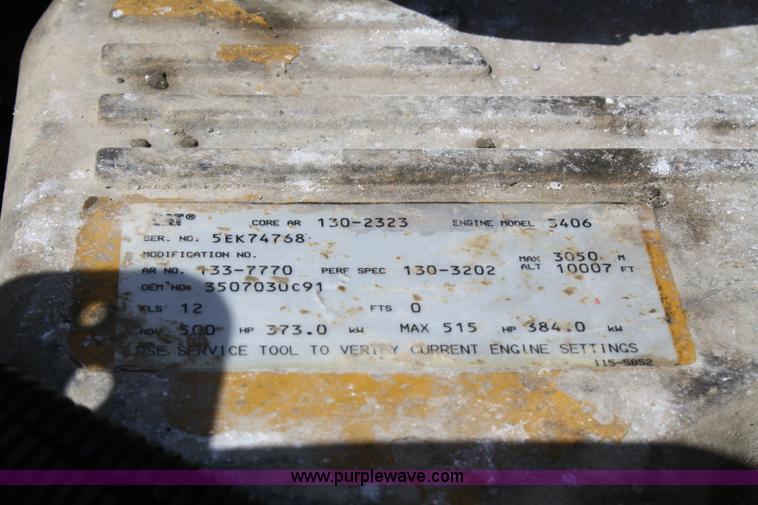 CAT® CORE AR 130-2323 ENGINE MODEL 3406
SER. NO. 5EK74768
MODIFICATION NO. MAX 3050 M
AR NO. 133-7770 PERF SPEC 130-3202 ALT 10007 FT
OEM NO: 350703UC91
FLS 12 FTS 0
ADV 500 HP 373.0 kW MAX 515 HP 384.0 kW
USE SERVICE TOOL TO VERIFY CURRENT ENGINE SETTINGS
115-5852
www.purplewave.com